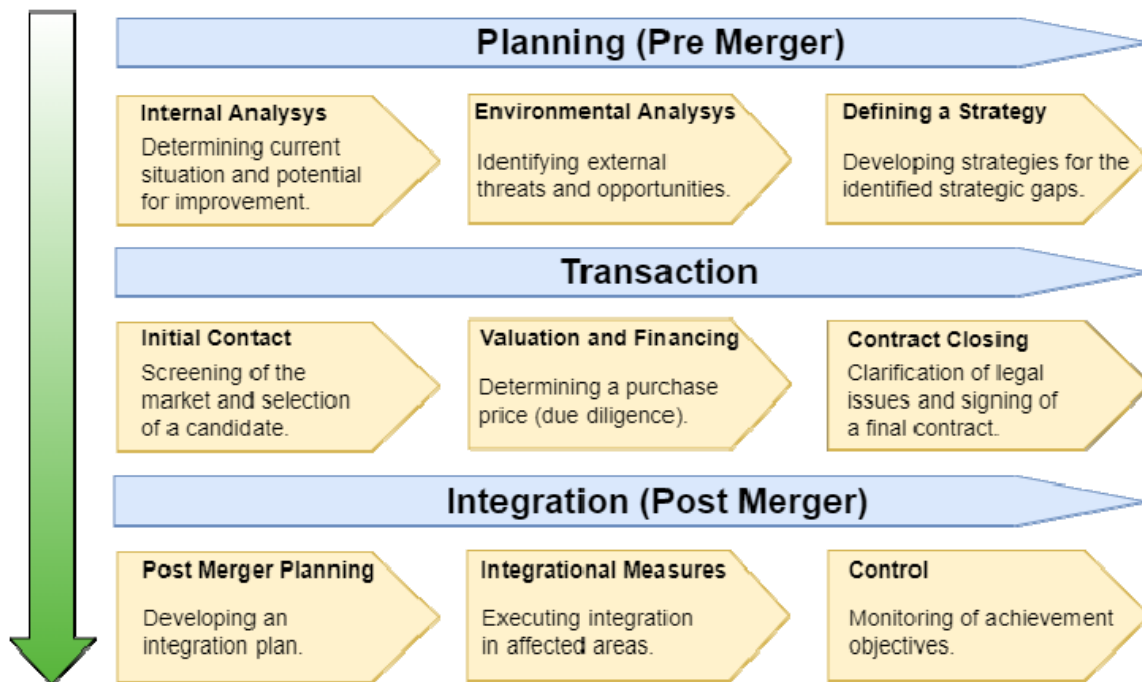 Planning (Pre Merger)
Internal Analysys
Determining current
situation and potential
for improvement.
Environmental Analysys
Identifying external
threats and opportunities.
Defining a Strategy
Developing strategies for the
identified strategic gaps.
Transaction
Initial Contact
Screening of the
market and selection
of a candidate.
Valuation and Financing
Determining a purchase
price (due diligence).
Contract Closing
Clarification of legal
issues and signing of
a final contract.
Integration (Post Merger)
Post Merger Planning
Developing an
integration plan.
Integrational Measures
Executing integration
in affected areas.
Control
Monitoring of achievement
objectives.